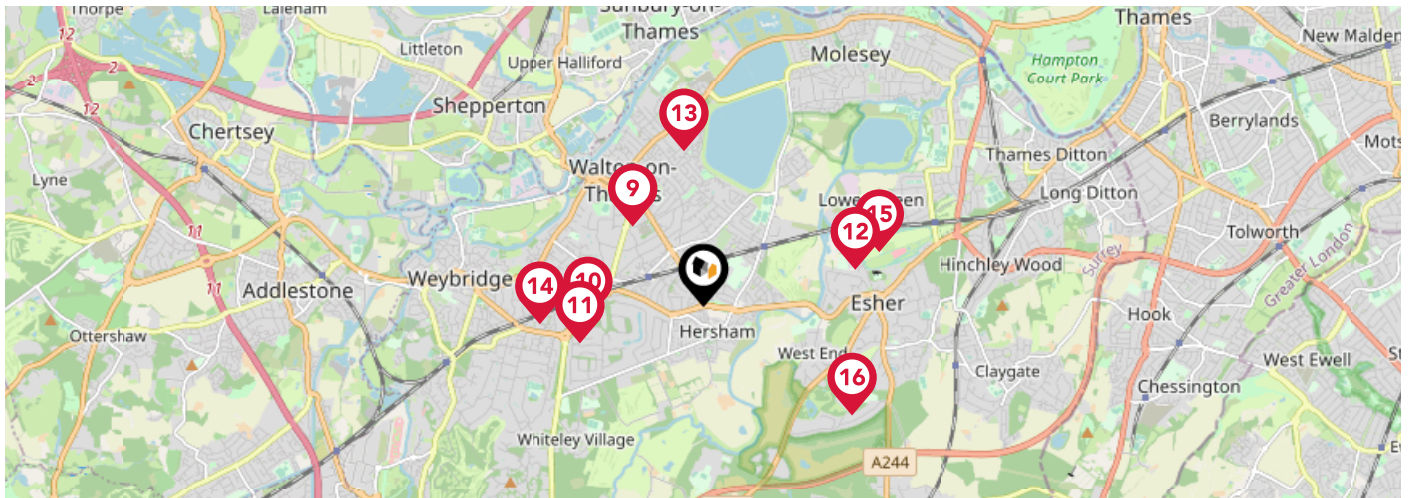 Thorpe
Laleham
Sunbury-on-
Thames
Thames
12
2
2
12
12
Littleton
Upper Halliford
Molesey
Hampton
Court Park
New Malden
Shepperton
Chertsey
13
Berrylands
Lyne
Walton-on-
Thames
9
Thames Ditton
Long Ditton
Lower Green
15
12
11
11
Weybridge
Addlestone
14
10
11
Hinchley Wood
Surrey
Tolworth
Greater London
Esher
Ottershaw
Hersham
Hook
West End
16
Claygate
West Ewell
Chessington
Whiteley Village
A244